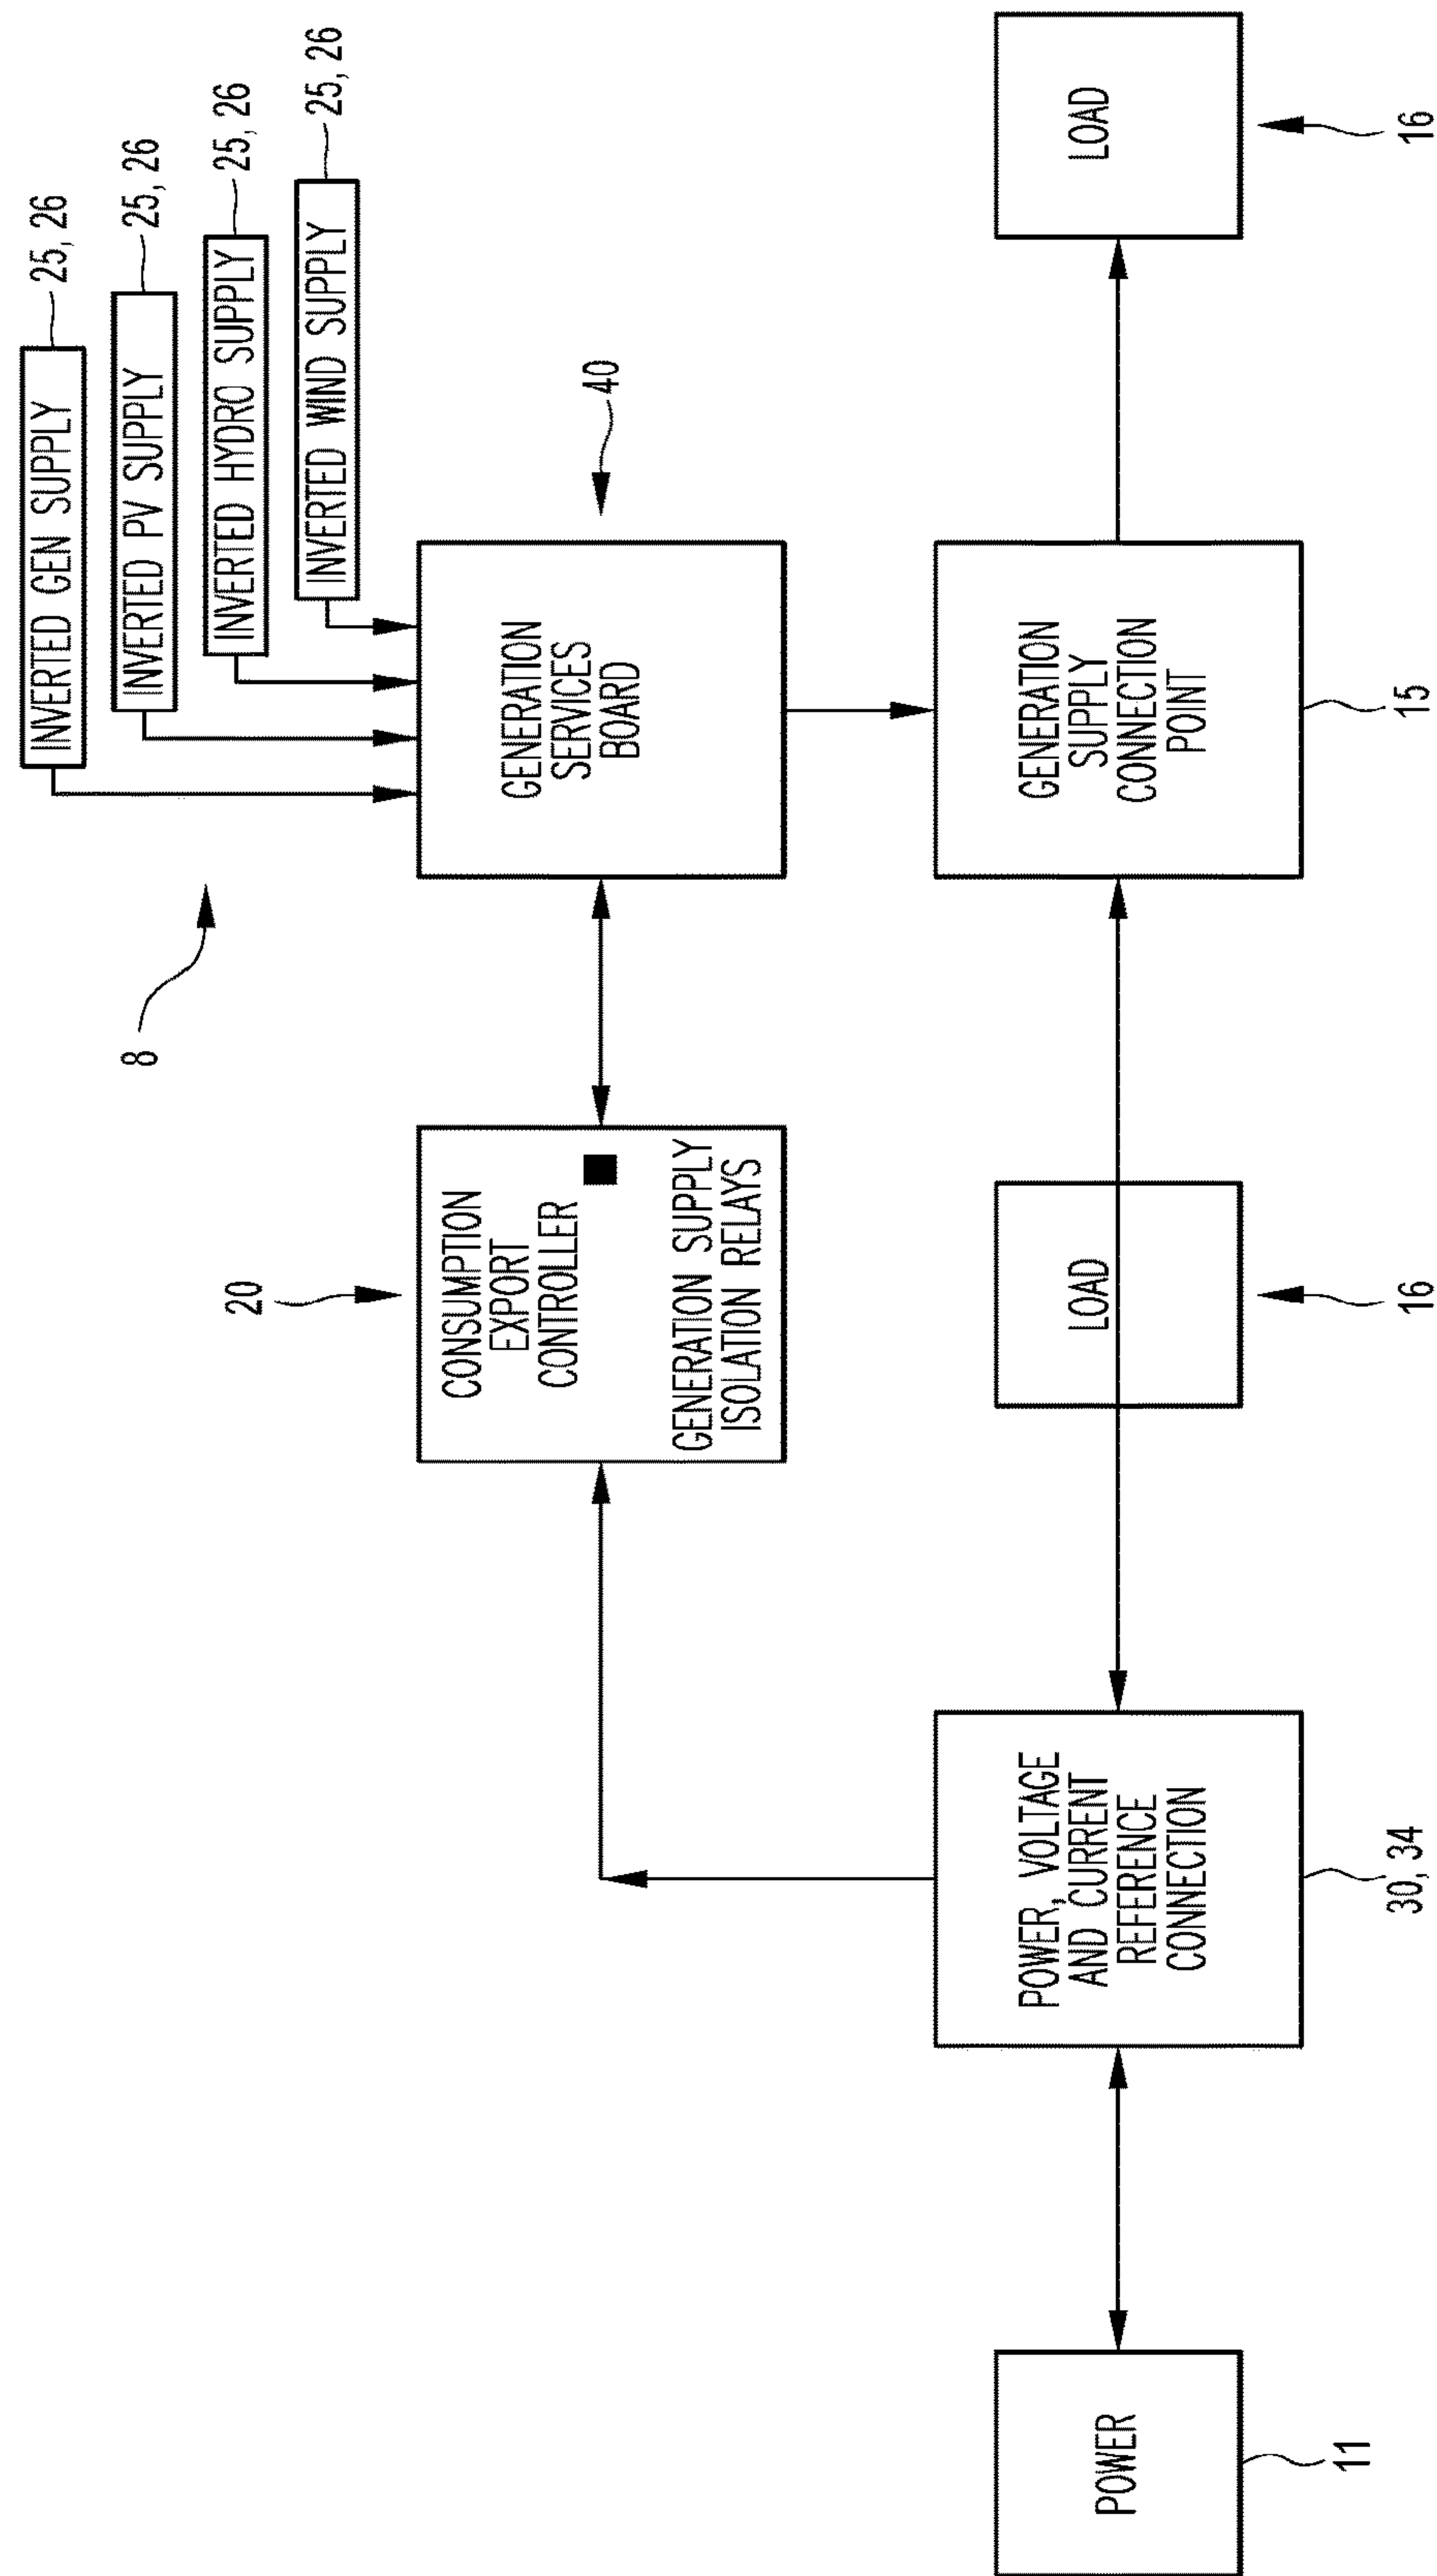 INVERTED GEN SUPPLY
25, 26
INVERTED PV SUPPLY
25, 26
INVERTED HYDRO SUPPLY
25, 26
INVERTED WIND SUPPLY
25, 26
8
20
CONSUMPTION
EXPORT
CONTROLLER
GENERATION SUPPLY
ISOLATION RELAYS
GENERATION
SERVICES
BOARD
40
POWER
11
POWER, VOLTAGE
AND CURRENT
REFERENCE
CONNECTION
30, 34
LOAD
16
GENERATION
SUPPLY
CONNECTION
POINT
15
LOAD
16